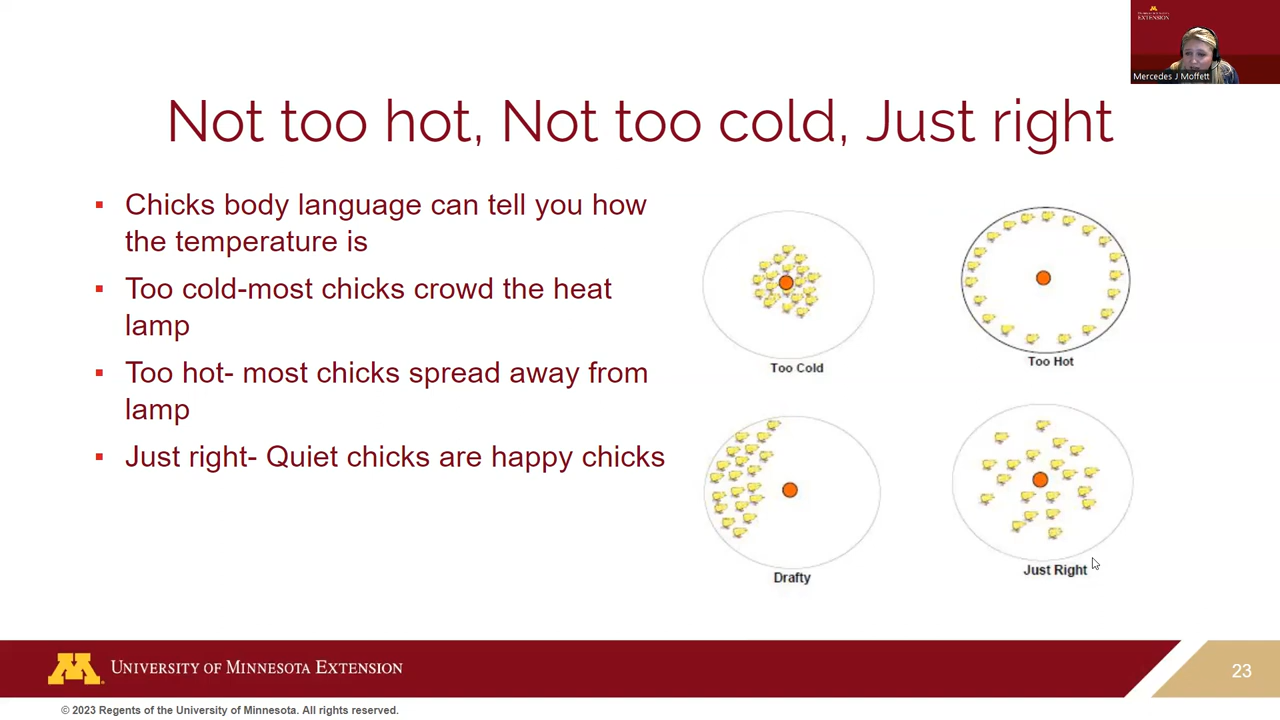 EXTENSION
Mercedes J Moffett
Not too hot, Not too cold, Just right
▪ Chicks body language can tell you how
the temperature is
▪ Too cold-most chicks crowd the heat
lamp
▪ Too hot- most chicks spread away from
lamp
▪ Just right- Quiet chicks are happy chicks
Too Cold
Too Hot
Drafty
Just Right
M
UNIVERSITY OF MINNESOTA EXTENSION
23
© 2023 Regents of the University of Minnesota. All rights reserved.